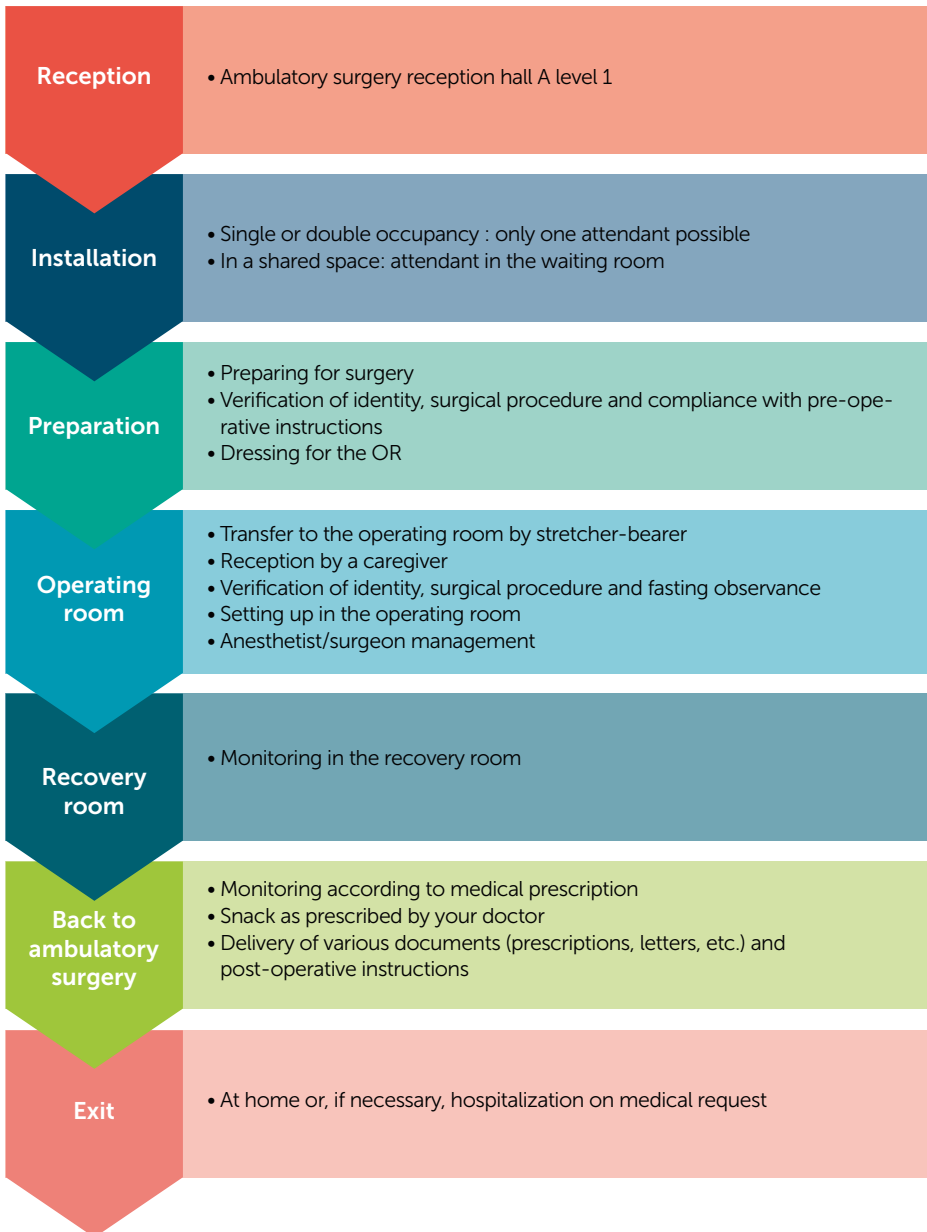 Reception
• Ambulatory surgery reception hall A level 1
Installation
• Single or double occupancy : only one attendant possible
• In a shared space: attendant in the waiting room
Preparation
• Preparing for surgery
• Verification of identity, surgical procedure and compliance with pre-ope-
rative instructions
• Dressing for the OR
Operating
room
• Transfer to the operating room by stretcher-bearer
• Reception by a caregiver
• Verification of identity, surgical procedure and fasting observance
• Setting up in the operating room
• Anesthetist/surgeon management
Recovery
room
• Monitoring in the recovery room
Back to
ambulatory
surgery
• Monitoring according to medical prescription
• Snack as prescribed by your doctor
• Delivery of various documents (prescriptions, letters, etc.) and
post-operative instructions
Exit
• At home or, if necessary, hospitalization on medical request